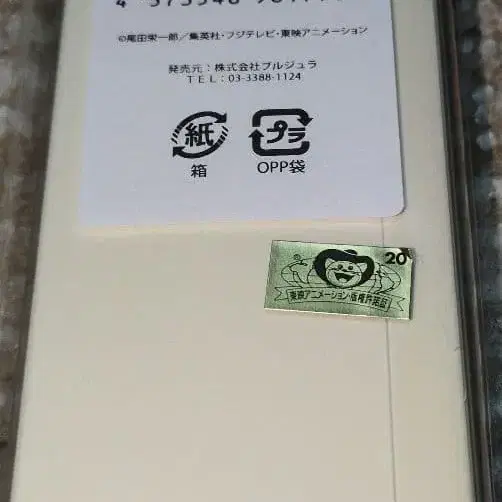 ©尾田栄一郎／集英社・フジテレビ・東映アニメーション
発売元：株式会社プルジュラ
TEL：03-3388-1124
紙
プラ
箱
OPP袋
20
東映アニメーション・版権許諾証